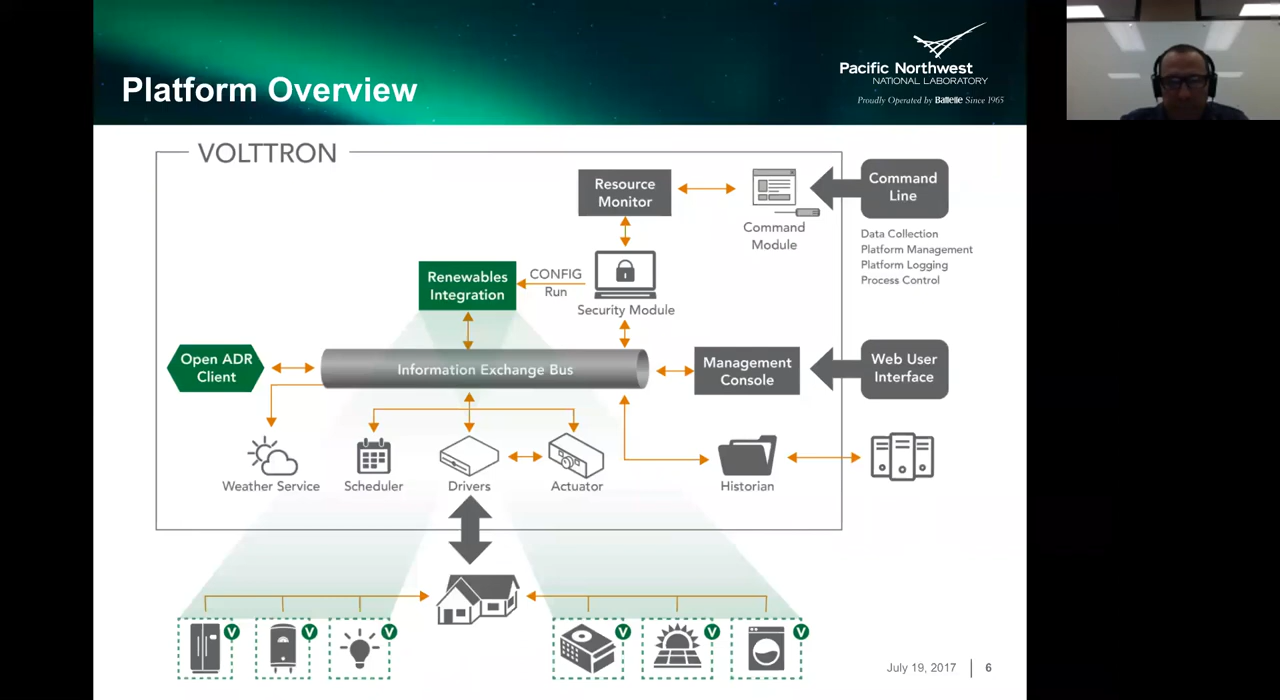 Platform Overview
Pacific Northwest
NATIONAL LABORATORY
Proudly Operated by Battelle Since 1965
VOLTTRON
Resource
Monitor
Command
Module
Command
Line
Data Collection
Platform Management
Platform Logging
Process Control
Renewables
Integration
CONFIG
Run
Security Module
Open ADR
Client
Information Exchange Bus
Management
Console
Web User
Interface
Weather Service
Scheduler
Drivers
Actuator
Historian
V
V
V
V
V
V
July 19, 2017
6